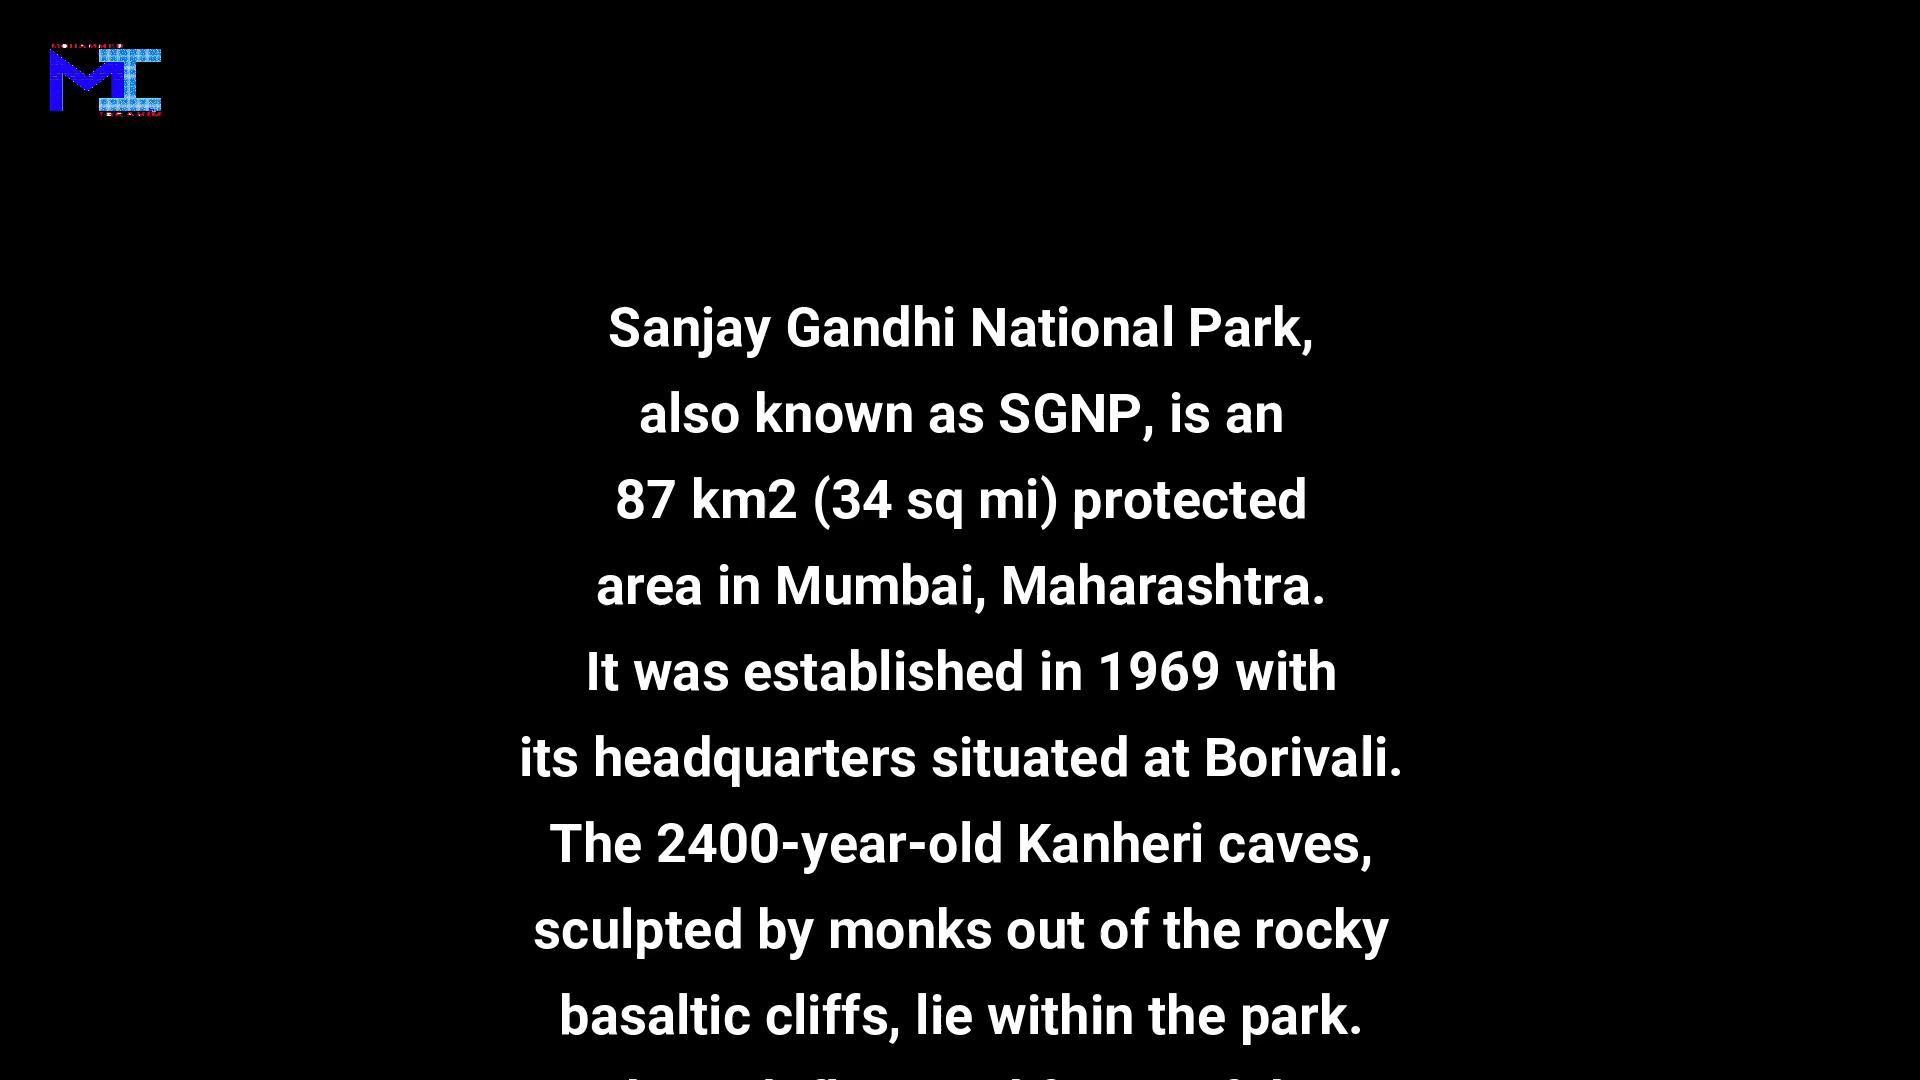 MI
Sanjay Gandhi National Park,
also known as SGNP, is an
87 km2 (34 sq mi) protected
area in Mumbai, Maharashtra.
It was established in 1969 with
its headquarters situated at Borivali.
The 2400-year-old Kanheri caves,
sculpted by monks out of the rocky
basaltic cliffs, lie within the park.